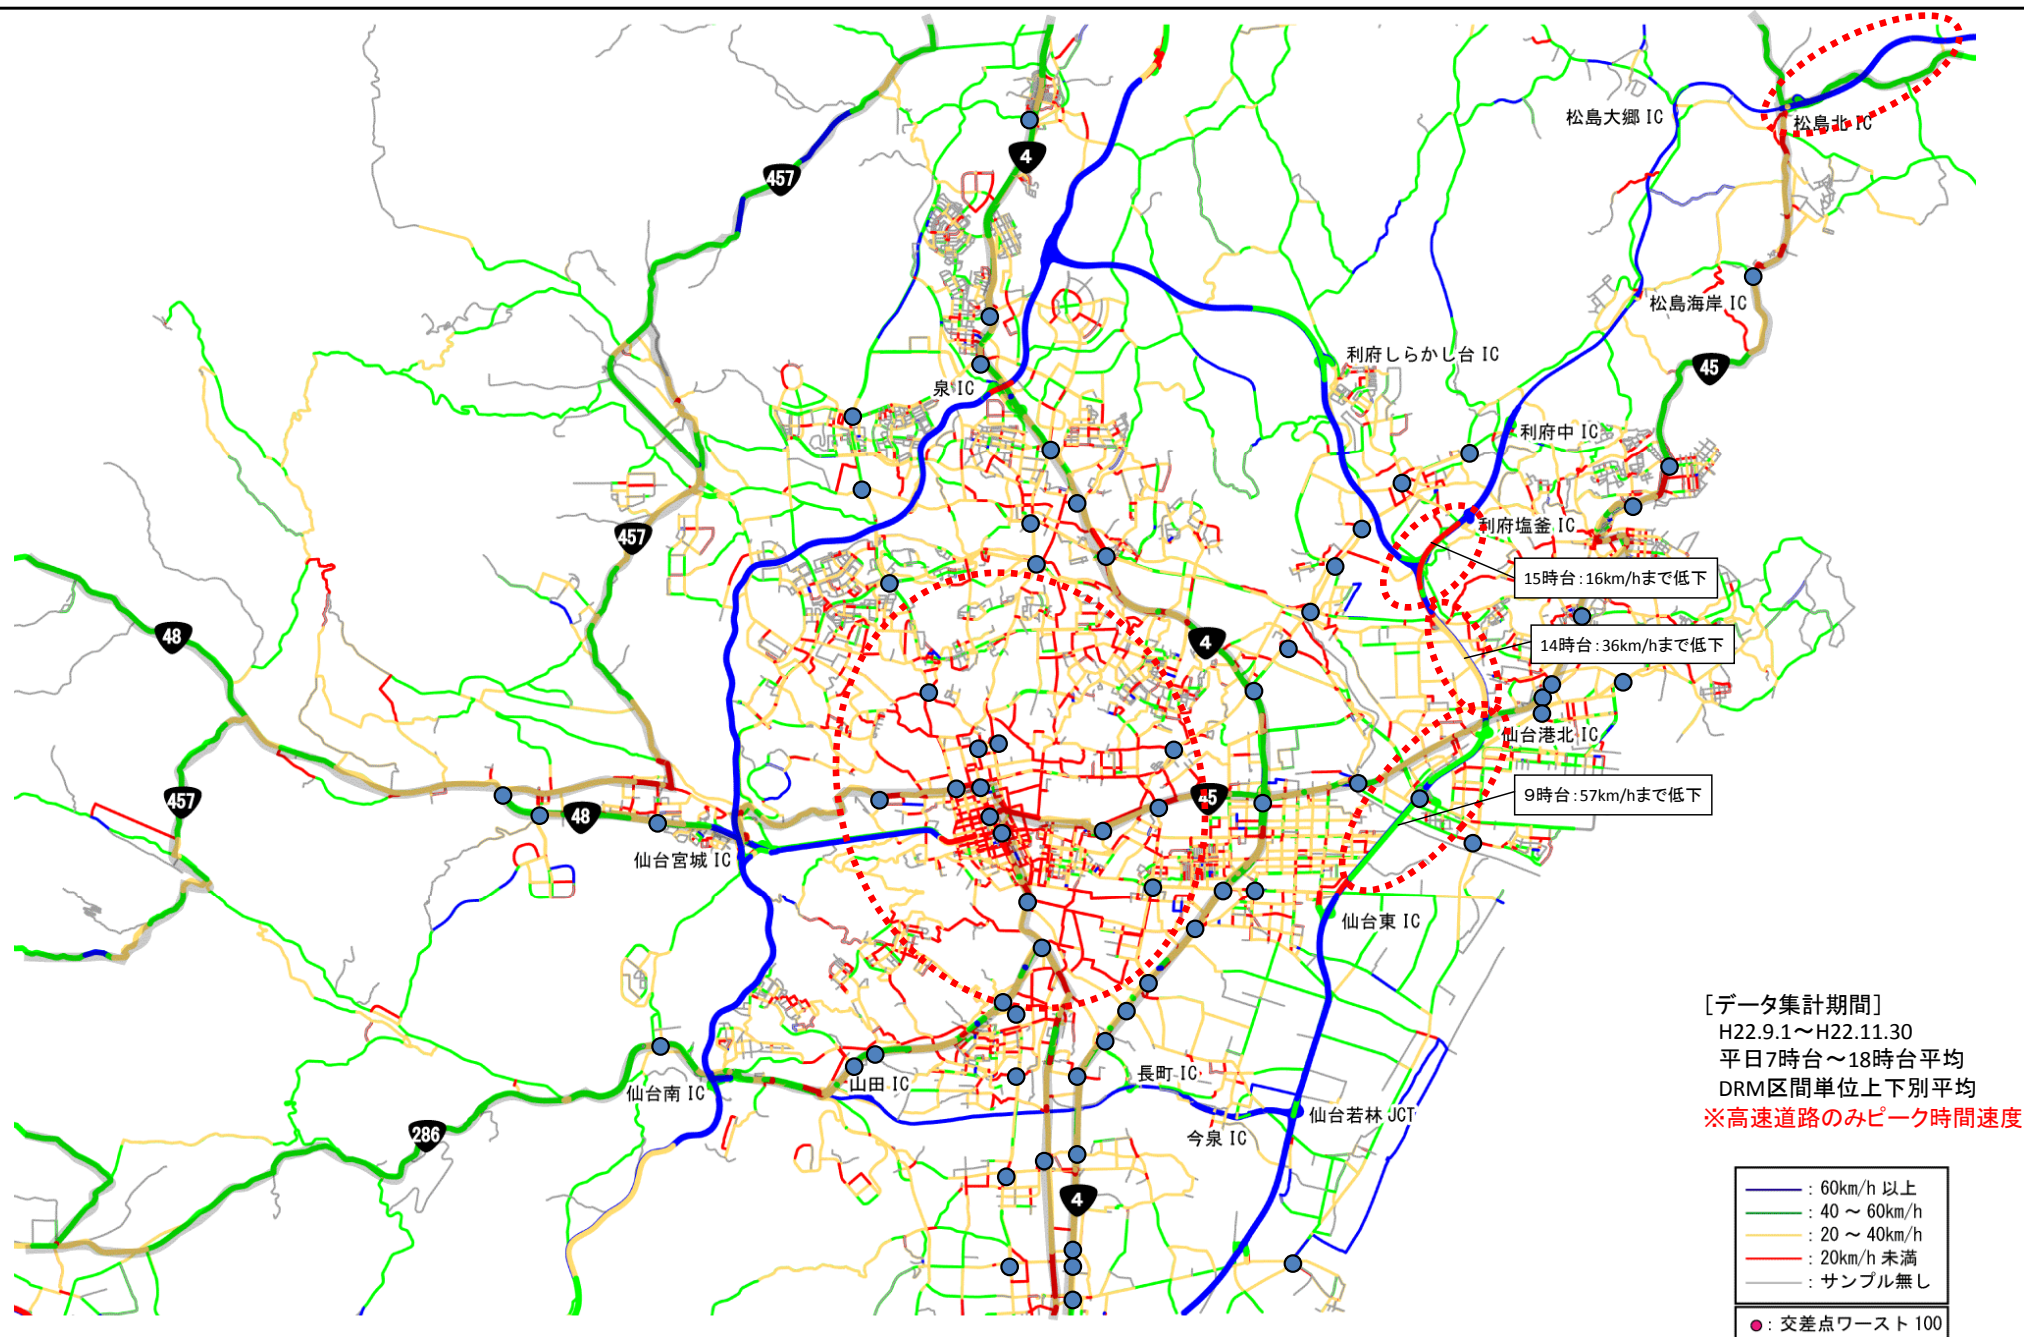 松島大郷 IC
松島北 IC
4
457
松島海岸 IC
利府しらかし台 IC
45
泉 IC
利府中 IC
457
利府塩釜 IC
15時台：16km/hまで低下
48
4
14時台：36km/hまで低下
仙台港北 IC
457
45
9時台：57km/hまで低下
48
仙台宮城 IC
仙台東 IC
[データ集計期間]
H22.9.1～H22.11.30
平日7時台～18時台平均
DRM区間単位上下別平均
※高速道路のみピーク時間速度
山田 IC
長町 IC
仙台南 IC
仙台若林 JCT
今泉 IC
286
4
：60km/h 以上
：40 ～ 60km/h
：20 ～ 40km/h
：20km/h 未満
：サンプル無し
：交差点ワースト 100